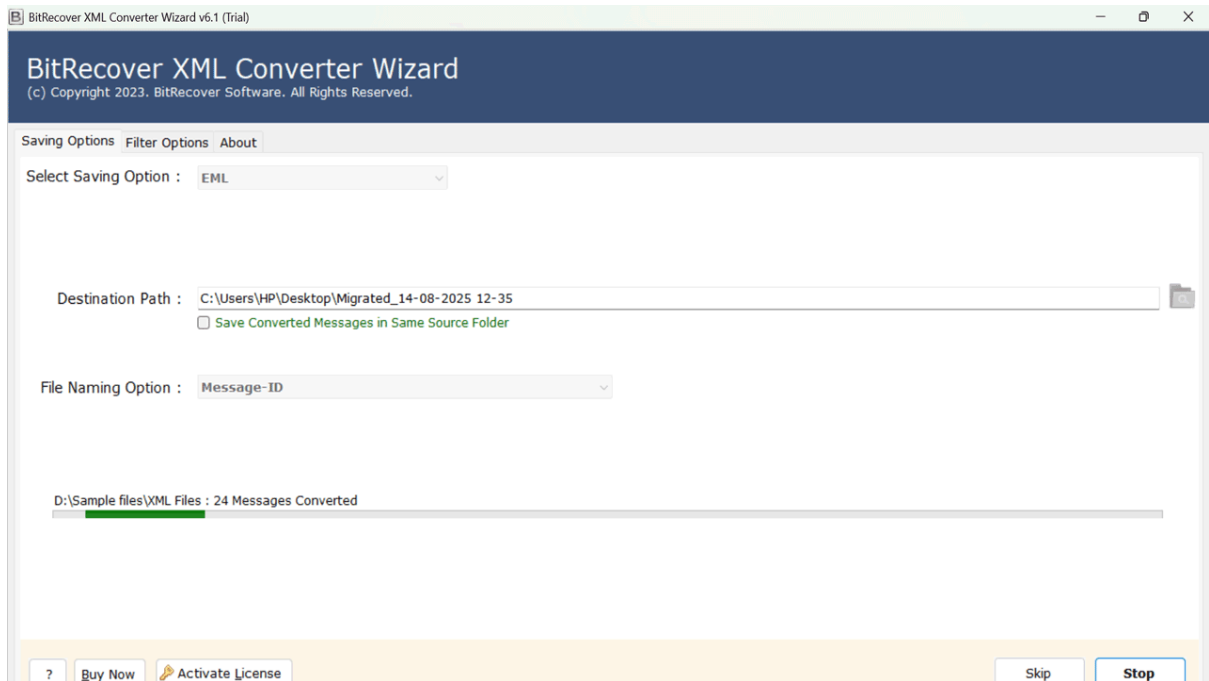 BitRecover XML Converter Wizard v6.1 (Trial)
BitRecover XML Converter Wizard
(c) Copyright 2023. BitRecover Software. All Rights Reserved.
Saving Options Filter Options About
Select Saving Option : EML
Destination Path : C:\Users\HP\Desktop\Migrated_14-08-2025 12-35
Save Converted Messages in Same Source Folder
File Naming Option : Message-ID
D:\Sample files\XML Files : 24 Messages Converted
? Buy Now Activate License Skip Stop